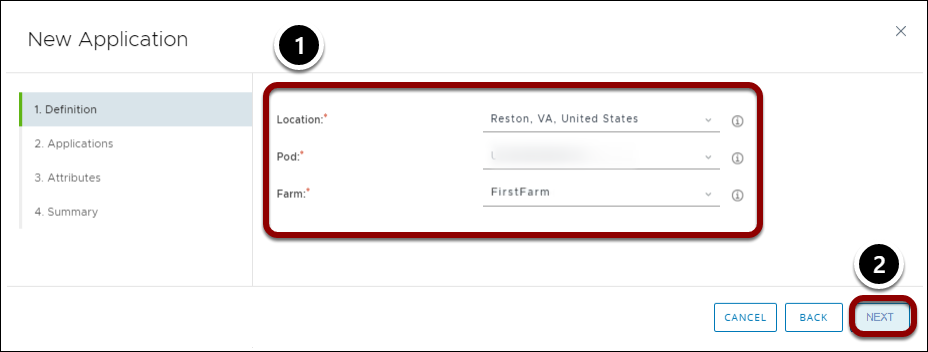 New Application
1
1. Definition
2. Applications
3. Attributes
4. Summary
Location:* Reston, VA, United States
Pod:*
Farm:* FirstFarm
2
CANCEL BACK NEXT